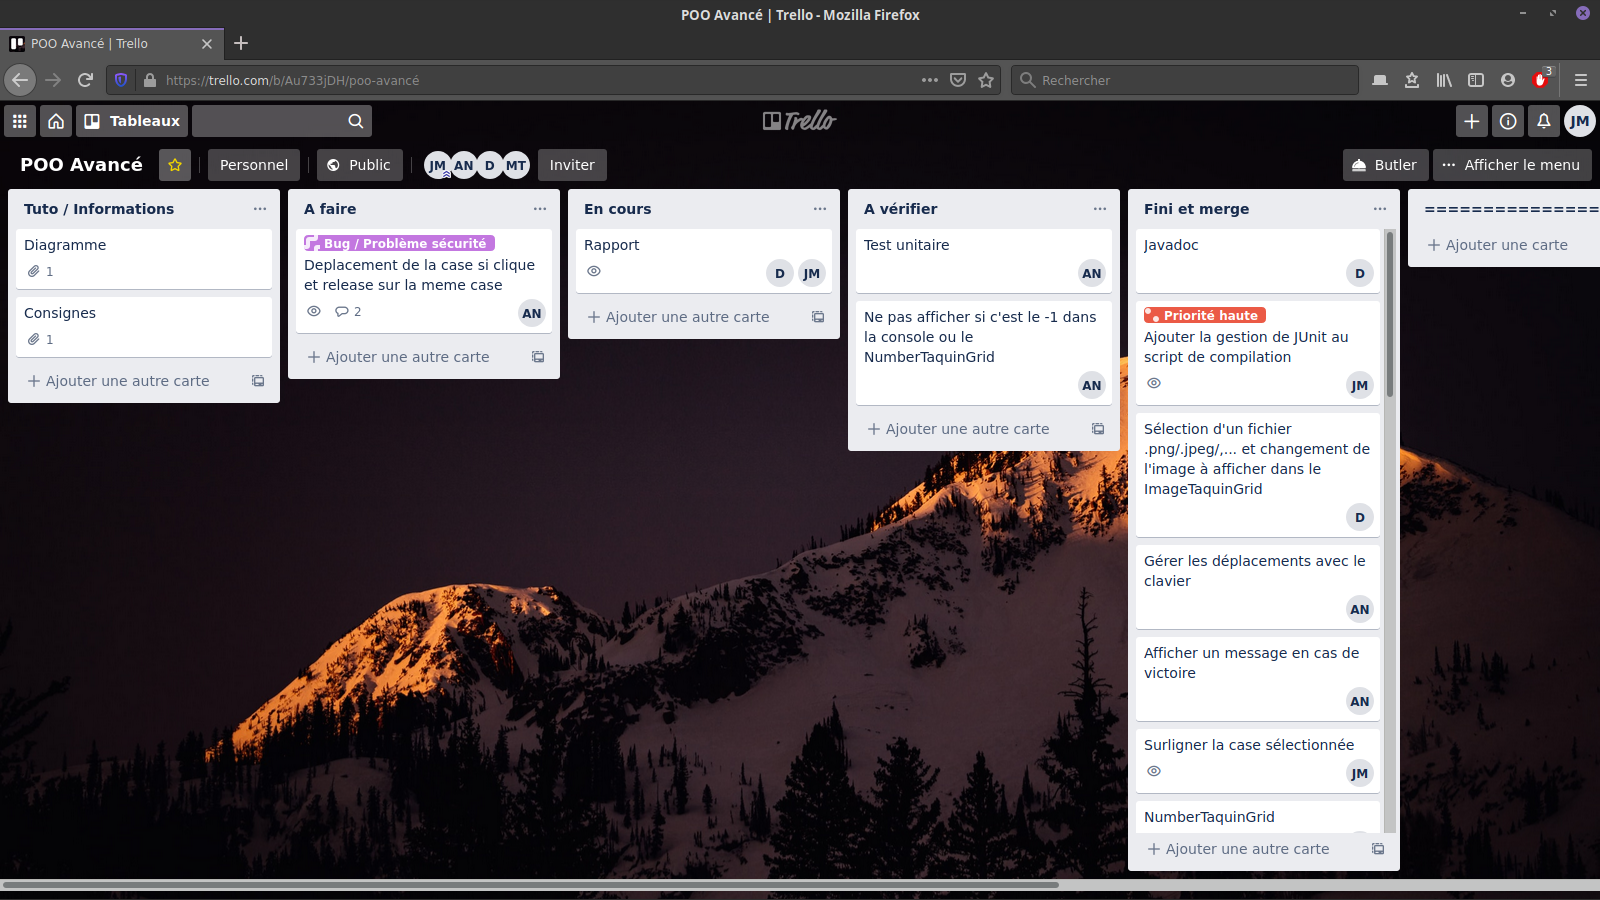 POO Avancé | Trello - Mozilla Firefox
POO Avancé | Trello
https://trello.com/b/Au733jDH/poo-avancé
Rechercher
3
Tableaux
Trello
JM
POO Avancé
Personnel
Public
JM AN D MT
Inviter
Butler
Afficher le menu
Tuto / Informations
Diagramme
1
Consignes
1
Ajouter une autre carte
A faire
Bug / Problème sécurité
Deplacement de la case si clique
et release sur la meme case
2
AN
Ajouter une autre carte
En cours
Rapport
D JM
Ajouter une autre carte
A vérifier
Test unitaire
AN
Ne pas afficher si c'est le -1 dans
la console ou le
NumberTaquinGrid
AN
Ajouter une autre carte
Fini et merge
Javadoc
D
Priorité haute
Ajouter la gestion de JUnit au
script de compilation
JM
Sélection d'un fichier
.png/.jpeg/,... et changement de
l'image à afficher dans le
ImageTaquinGrid
D
Gérer les déplacements avec le
clavier
AN
Afficher un message en cas de
victoire
AN
Surligner la case sélectionnée
JM
NumberTaquinGrid
Ajouter une autre carte
==============
Ajouter une carte